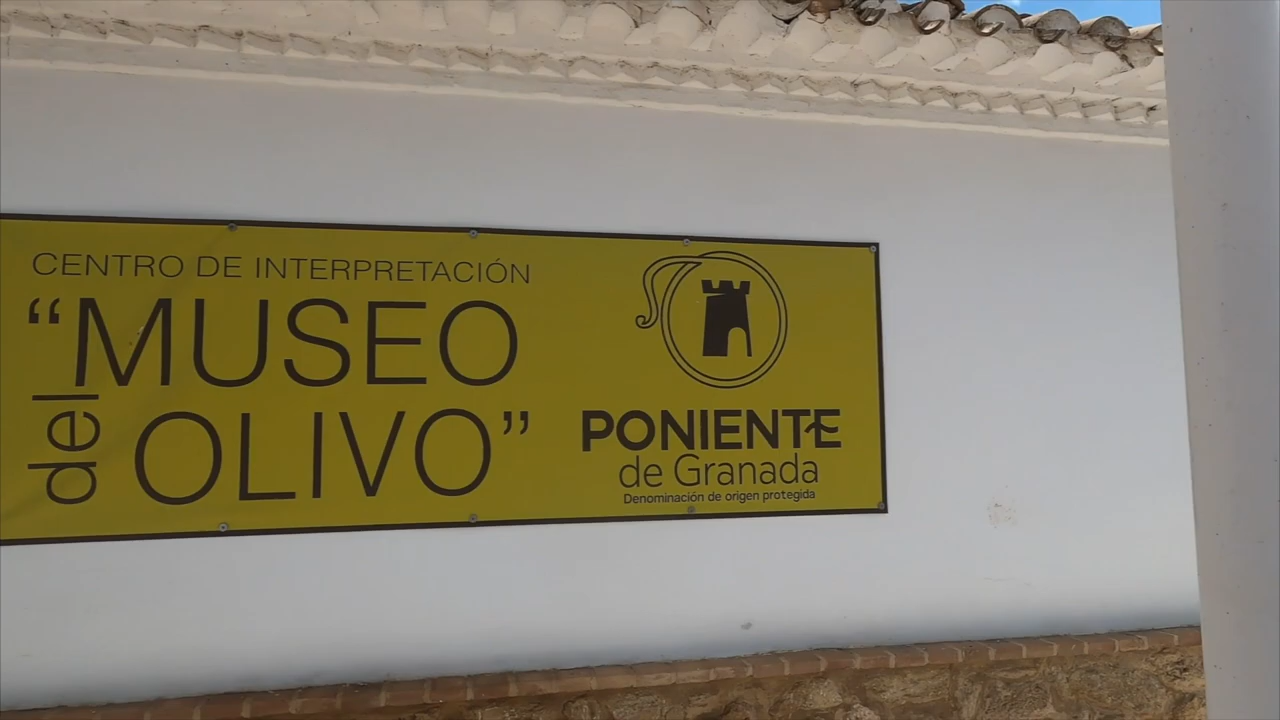 CENTRO DE INTERPRETACIÓN
“MUSEO
del OLIVO”
PONIENTE
de Granada
Denominación de origen protegida